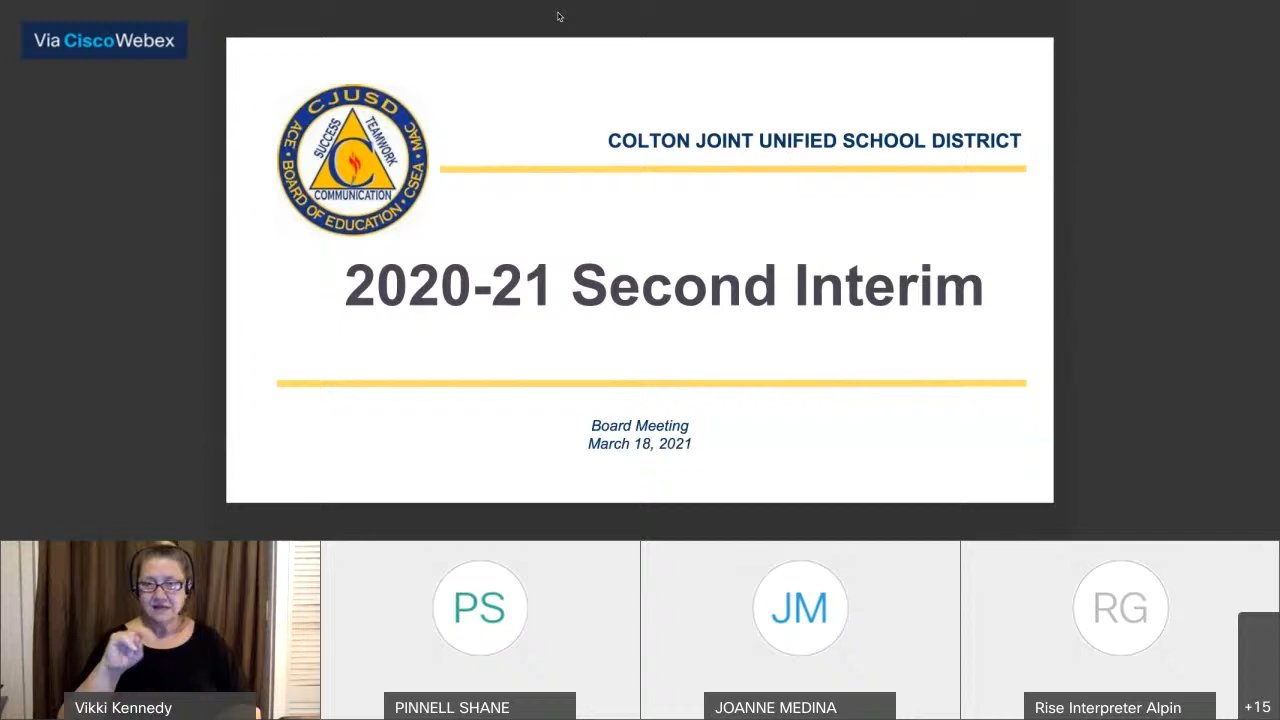 Via CiscoWebex
CJUSD
ACE • BOARD OF EDUCATION • CSEA • MAC
SUCCESS
TEAMWORK
C
COMMUNICATION
COLTON JOINT UNIFIED SCHOOL DISTRICT
2020-21 Second Interim
Board Meeting
March 18, 2021
PS
JM
RG
Vikki Kennedy
PINNELL SHANE
JOANNE MEDINA
Rise Interpreter Alpin
+15